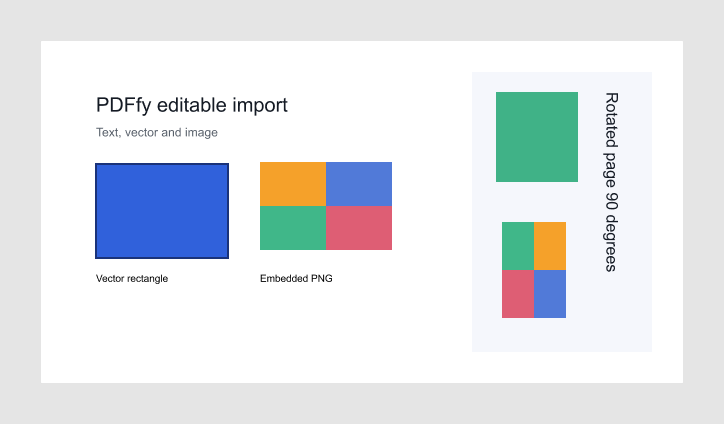 PDFfy editable import
Text, vector and image
Vector rectangle
Embedded PNG
Rotated page 90 degrees